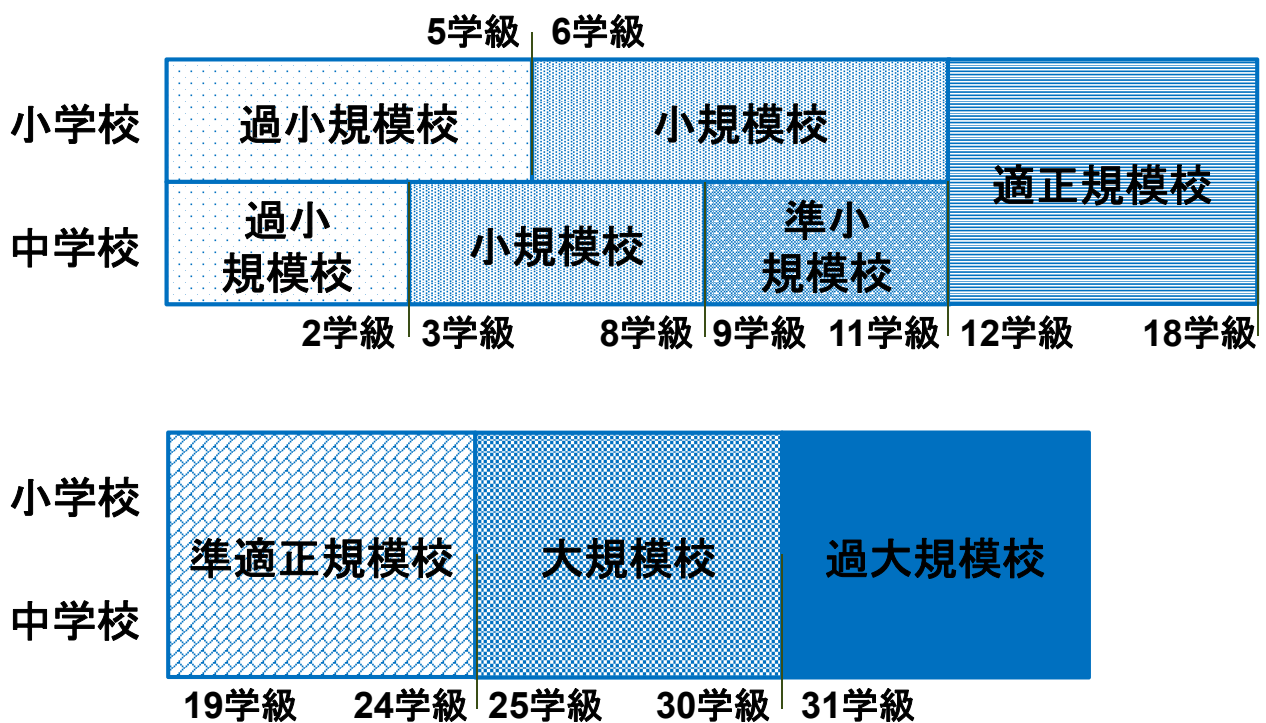 5学級 6学級
小学校 過小規模校 小規模校
適正規模校
中学校 過小
規模校 小規模校 準小
規模校
2学級 3学級 8学級 9学級 11学級 12学級 18学級
小学校
準適正規模校 大規模校 過大規模校
中学校
19学級 24学級 25学級 30学級 31学級